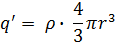 q′ = ρ · 4/3 πr³